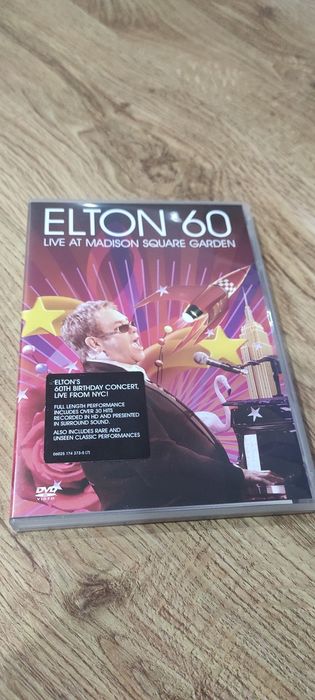 ELTON 60
LIVE AT MADISON SQUARE GARDEN
ELTON'S
60TH BIRTHDAY CONCERT,
LIVE FROM NYC!
FULL LENGTH PERFORMANCE
INCLUDES OVER 30 HITS
RECORDED IN HD AND PRESENTED
IN SURROUND SOUND.
ALSO INCLUDES RARE AND
UNSEEN CLASSIC PERFORMANCES
DVD
VIDEO